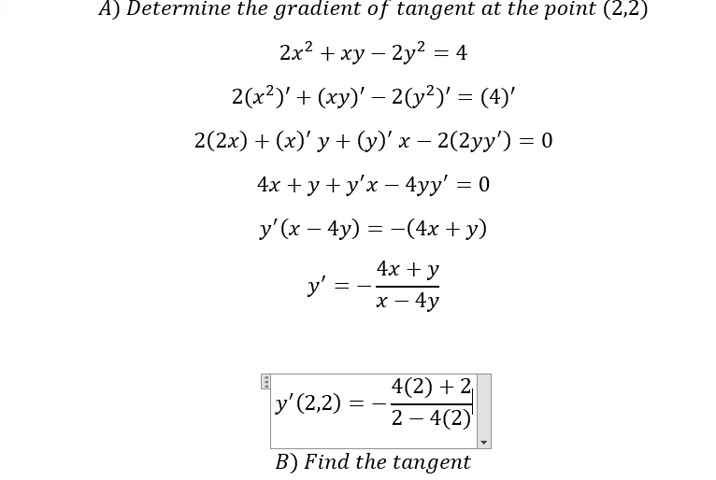 A) Determine the gradient of tangent at the point (2,2)
2x² + xy − 2y² = 4
2(x²)′ + (xy)′ − 2(y²)′ = (4)′
2(2x) + (x)′ y + (y)′ x − 2(2yy′) = 0
4x + y + y′x − 4yy′ = 0
y′(x − 4y) = −(4x + y)
y′ = − (4x + y) / (x − 4y)
y′(2,2) = − (4(2) + 2) / (2 − 4(2))
B) Find the tangent